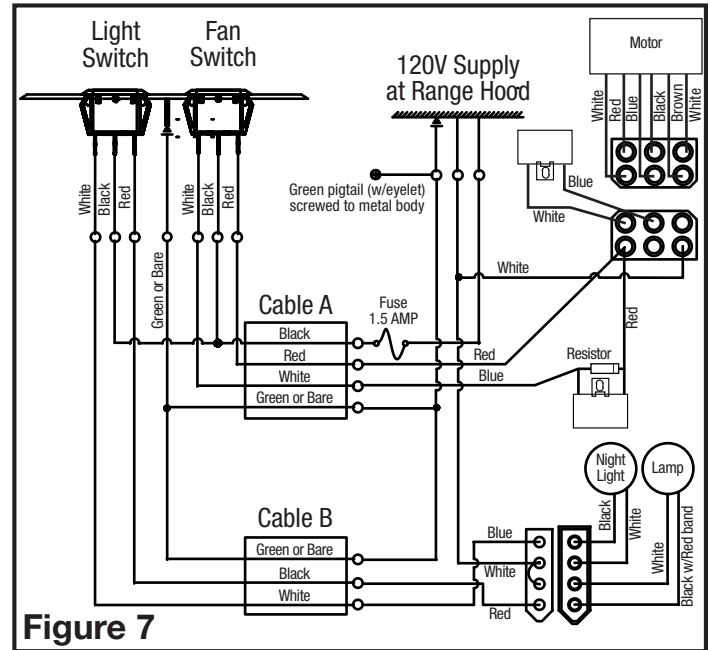 Light
Switch
Fan
Switch
120V Supply
at Range Hood
Motor
White
Red
Blue
Black
Brown
White
Blue
White
Green pigtail (w/eyelet)
screwed to metal body
White
Black
Red
White
Black
Red
Green or Bare
White
Cable A
Fuse
1.5 AMP
Black
Red
White
Green or Bare
Red
Blue
Resistor
Red
Night
Light
Lamp
Black
White
White
Black w/Red band
Cable B
Green or Bare
Black
White
Blue
White
Red
Figure 7